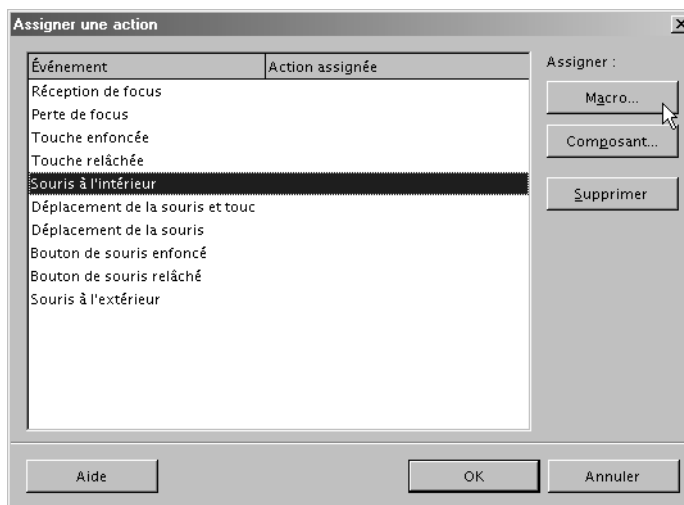 Assigner une action
Événement Action assignée
Réception de focus
Perte de focus
Touche enfoncée
Touche relâchée
Souris à l'intérieur
Déplacement de la souris et touc
Déplacement de la souris
Bouton de souris enfoncé
Bouton de souris relâché
Souris à l'extérieur
Assigner :
Macro...
Composant...
Supprimer
Aide
OK
Annuler